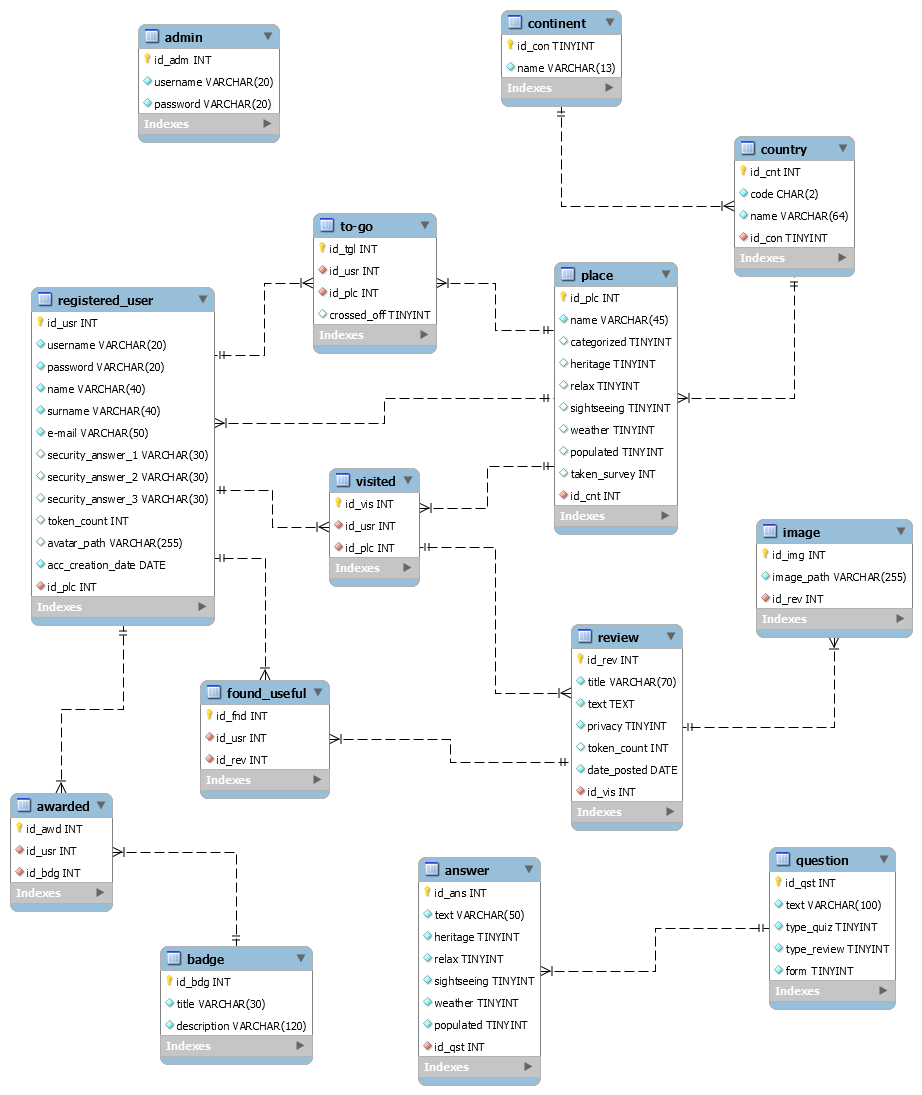 admin
id_adm INT
username VARCHAR(20)
password VARCHAR(20)
Indexes
continent
id_con TINYINT
name VARCHAR(13)
Indexes
country
id_cnt INT
code CHAR(2)
name VARCHAR(64)
id_con TINYINT
Indexes
to-go
id_tgl INT
id_usr INT
id_plc INT
crossed_off TINYINT
Indexes
place
id_plc INT
name VARCHAR(45)
categorized TINYINT
heritage TINYINT
relax TINYINT
sightseeing TINYINT
weather TINYINT
populated TINYINT
taken_survey INT
id_cnt INT
Indexes
registered_user
id_usr INT
username VARCHAR(20)
password VARCHAR(20)
name VARCHAR(40)
surname VARCHAR(40)
e-mail VARCHAR(50)
security_answer_1 VARCHAR(30)
security_answer_2 VARCHAR(30)
security_answer_3 VARCHAR(30)
token_count INT
avatar_path VARCHAR(255)
acc_creation_date DATE
id_plc INT
Indexes
visited
id_vis INT
id_usr INT
id_plc INT
Indexes
image
id_img INT
image_path VARCHAR(255)
id_rev INT
Indexes
review
id_rev INT
title VARCHAR(70)
text TEXT
privacy TINYINT
token_count INT
date_posted DATE
id_vis INT
Indexes
found_useful
id_fnd INT
id_usr INT
id_rev INT
Indexes
awarded
id_awd INT
id_usr INT
id_bdg INT
Indexes
badge
id_bdg INT
title VARCHAR(30)
description VARCHAR(120)
Indexes
answer
id_ans INT
text VARCHAR(50)
heritage TINYINT
relax TINYINT
sightseeing TINYINT
weather TINYINT
populated TINYINT
id_qst INT
Indexes
question
id_qst INT
text VARCHAR(100)
type_quiz TINYINT
type_review TINYINT
form TINYINT
Indexes